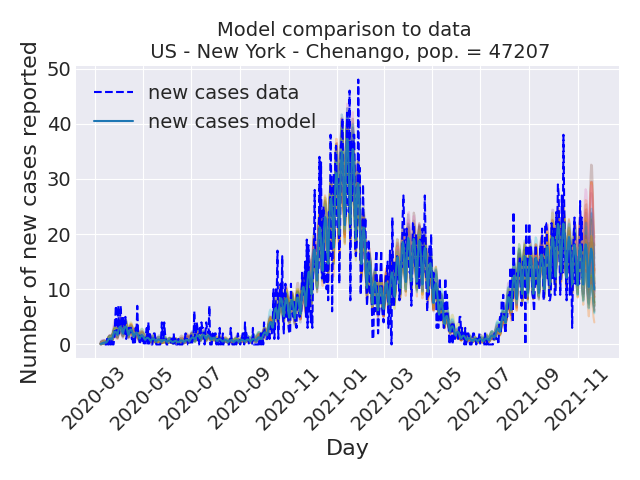 Model comparison to data
US - New York - Chenango, pop. = 47207
Number of new cases reported
50
40
30
20
10
0
new cases data
new cases model
2020-03
2020-05
2020-07
2020-09
2020-11
2021-01
2021-03
2021-05
2021-07
2021-09
2021-11
Day